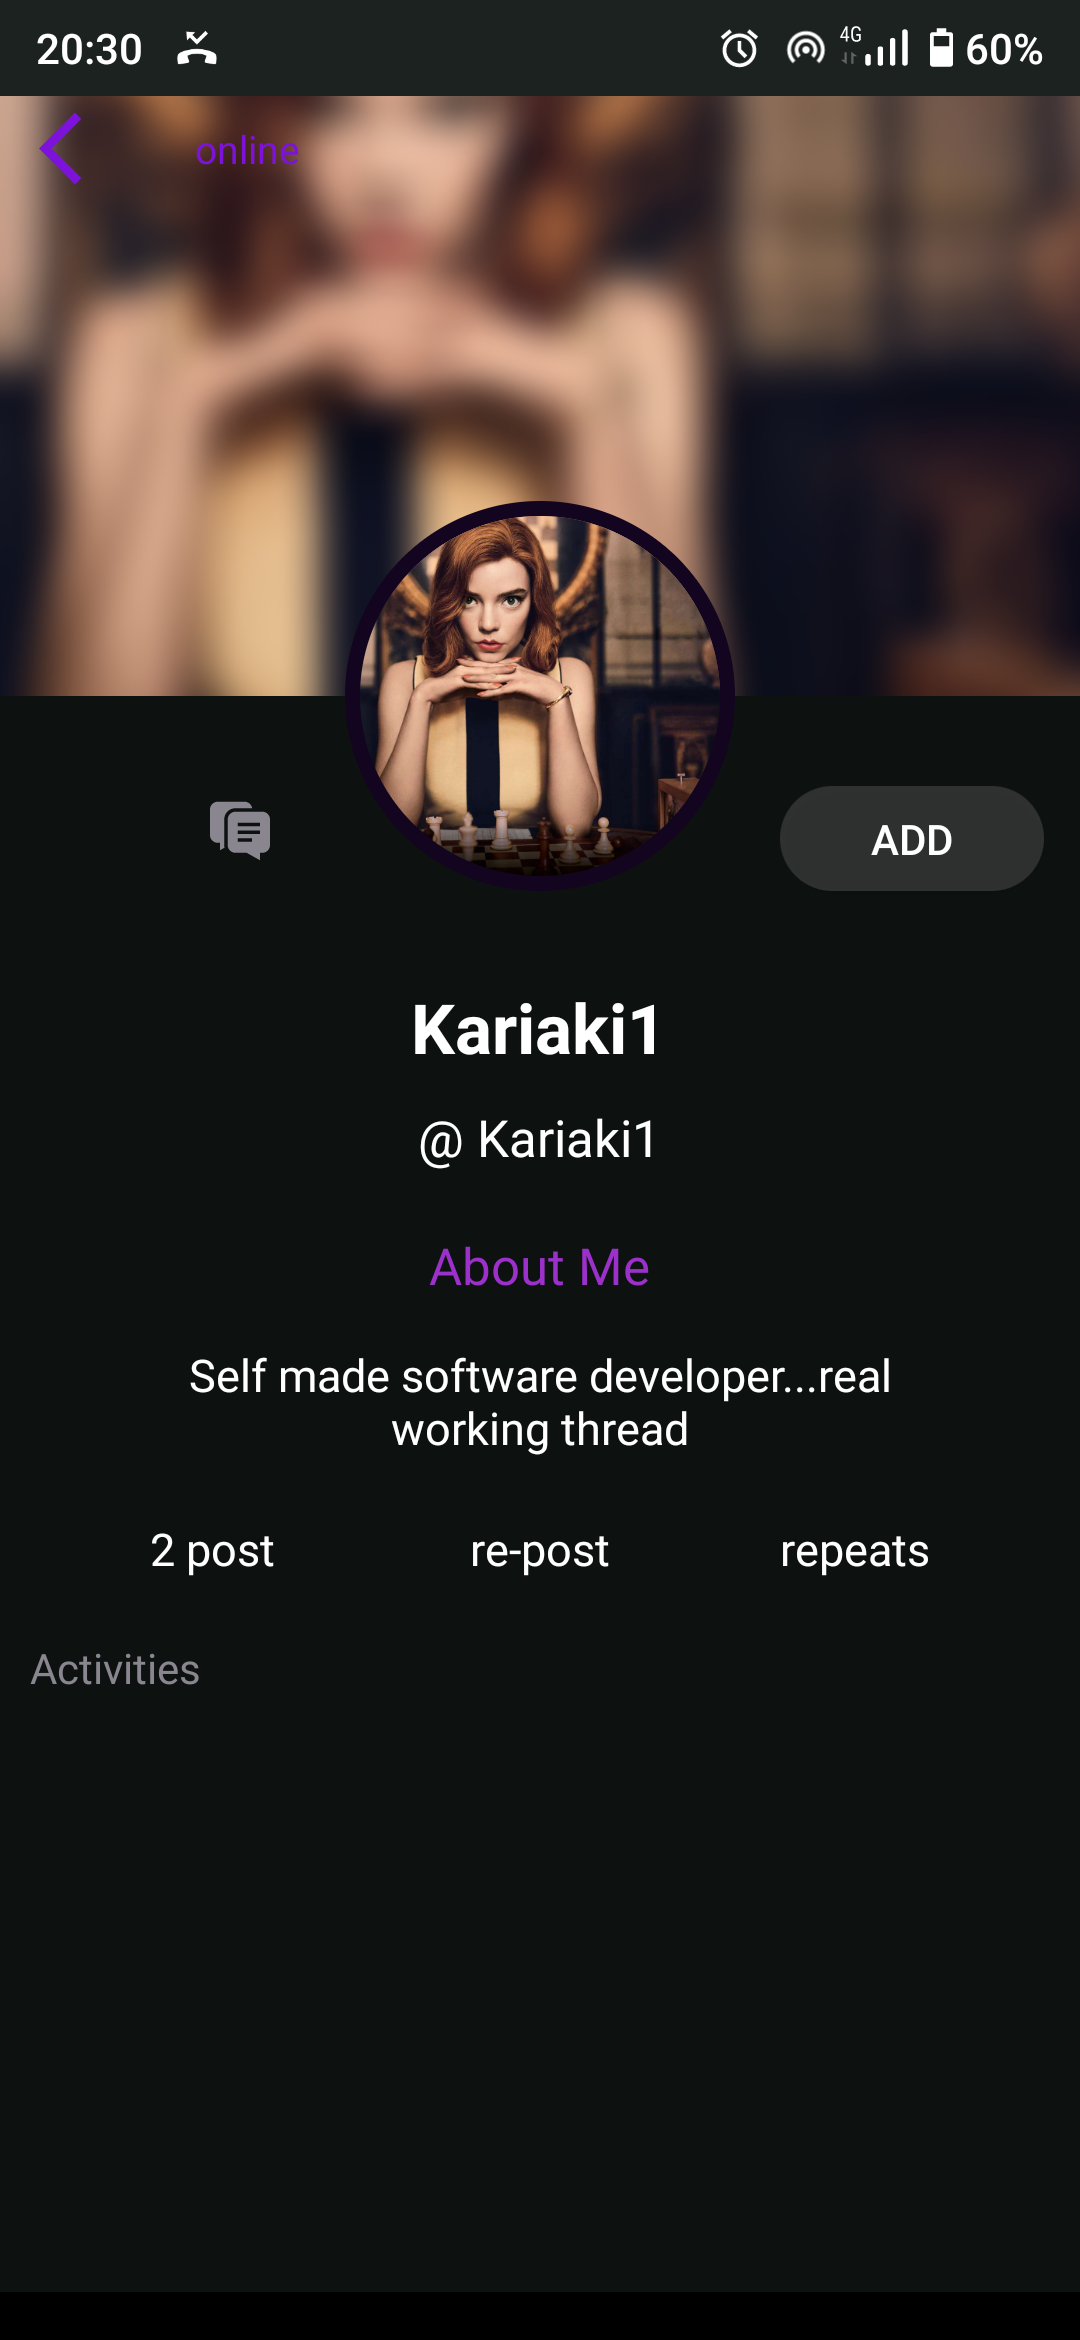 20:30
4G
60%
online
ADD
Kariaki1
@ Kariaki1
About Me
Self made software developer...real
working thread
2 post
re-post
repeats
Activities